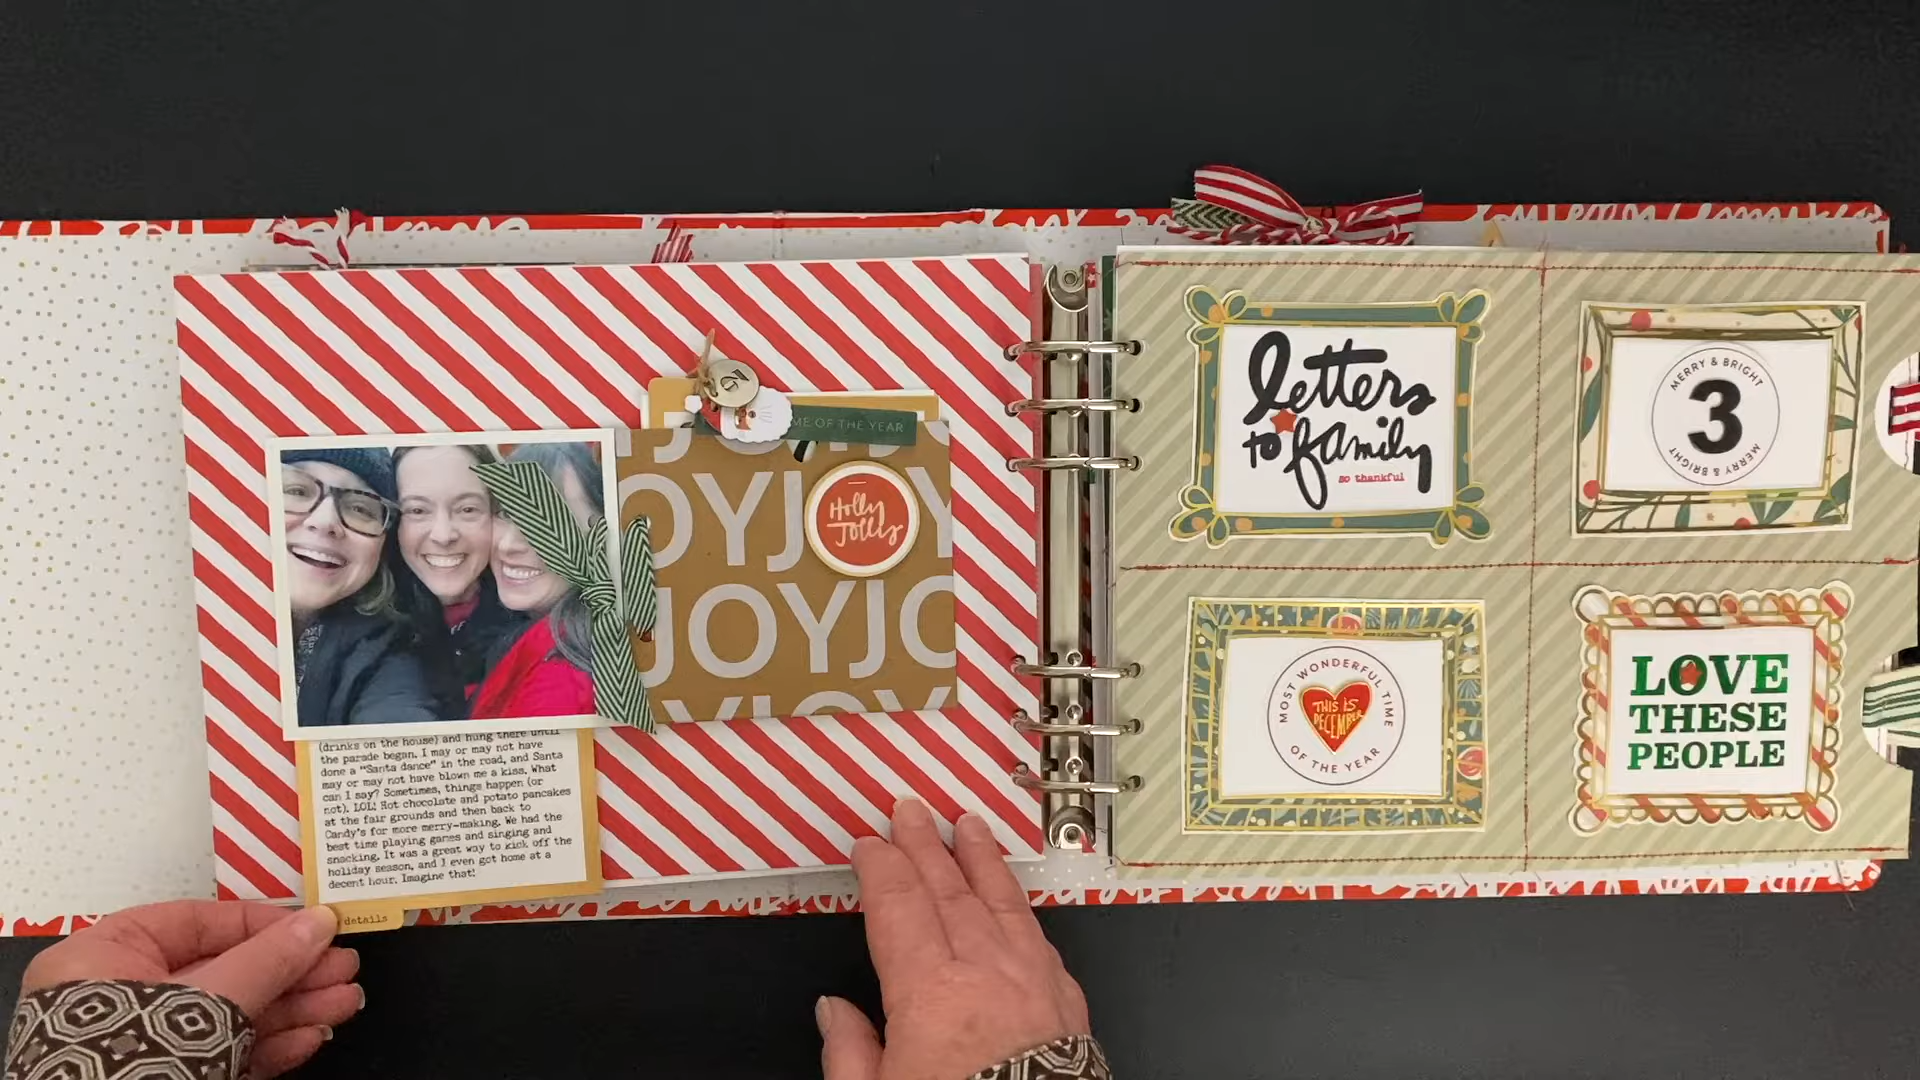 2
ME OF THE YEAR
JOYJOY
OYJOY
JOYJO
Holly
Jolly
(drinks on the house) and hung there until
the parade began. I may or may not have
done a "Santa dance" in the road, and Santa
may or may not have blown me a kiss. What
can I say? Sometimes, things happen (or
not). LOL! Hot chocolate and potato pancakes
at the fair grounds and then back to
Candy's for more merry-making. We had the
best time playing games and singing and
snacking. It was a great way to kick off the
holiday season, and I even got home at a
decent hour. Imagine that!
details
letters
to family
so thankful
MERRY & BRIGHT
3
MERRY & BRIGHT
MOST WONDERFUL TIME
THIS IS
DECEMBER
OF THE YEAR
LOVE
THESE
PEOPLE